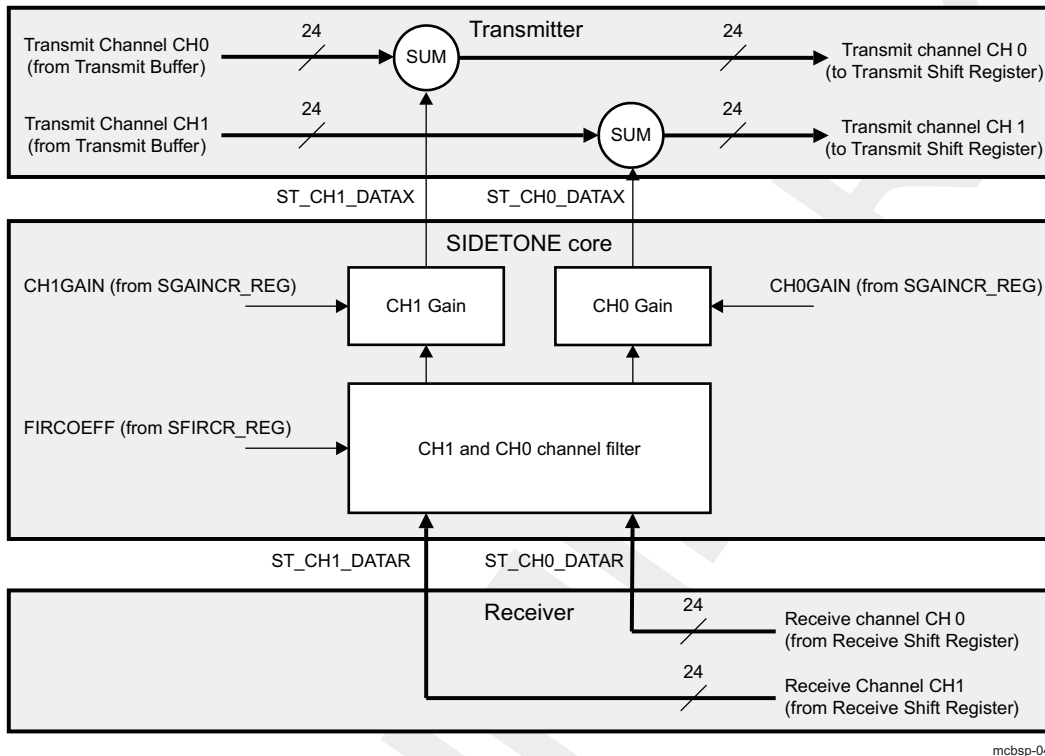 Transmitter
24
24
Transmit Channel CH0
(from Transmit Buffer)
SUM
Transmit channel CH 0
(to Transmit Shift Register)
24
24
Transmit Channel CH1
(from Transmit Buffer)
SUM
Transmit channel CH 1
(to Transmit Shift Register)
ST_CH1_DATAX
ST_CH0_DATAX
SIDETONE core
CH1GAIN (from SGAINCR_REG)
CH1 Gain
CH0 Gain
CH0GAIN (from SGAINCR_REG)
FIRCOEFF (from SFIRCR_REG)
CH1 and CH0 channel filter
ST_CH1_DATAR
ST_CH0_DATAR
Receiver
24
Receive channel CH 0
(from Receive Shift Register)
24
Receive Channel CH1
(from Receive Shift Register)